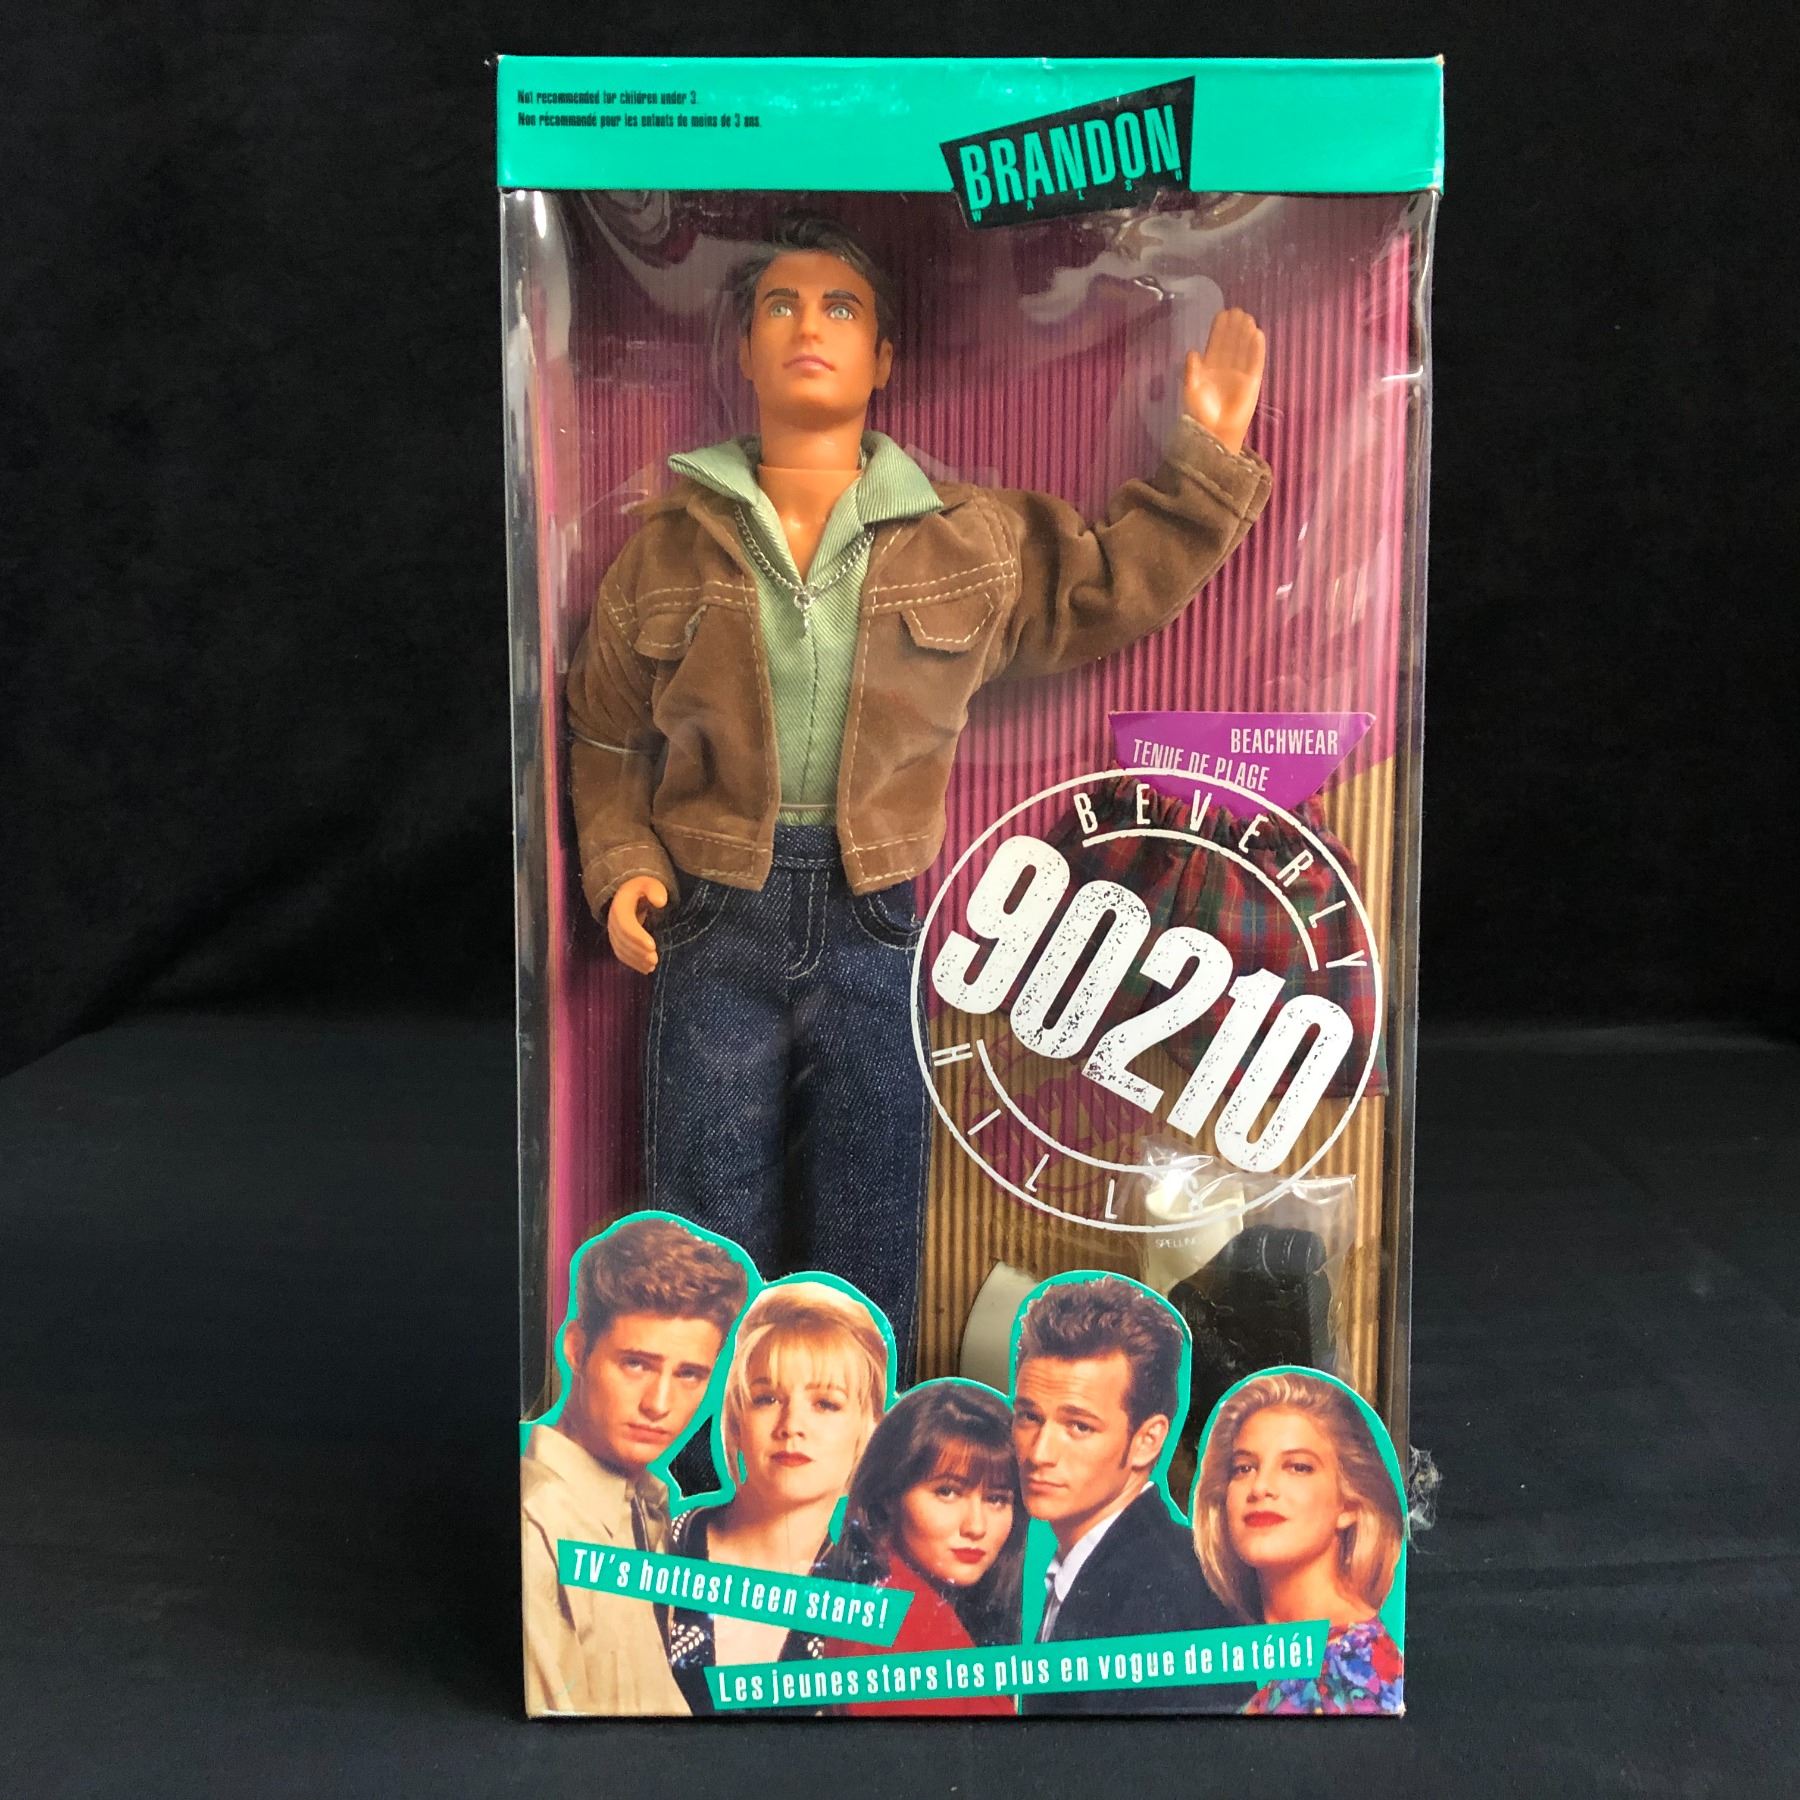 Not recommended for children under 3.
Non récommandé pour les enfants de moins de 3 ans.
BRANDON
WALSH
BEACHWEAR
TENUE DE PLAGE
BEVERLY
90210
HILLS
TV's hottest teen stars!
Les jeunes stars les plus en vogue de la télé!